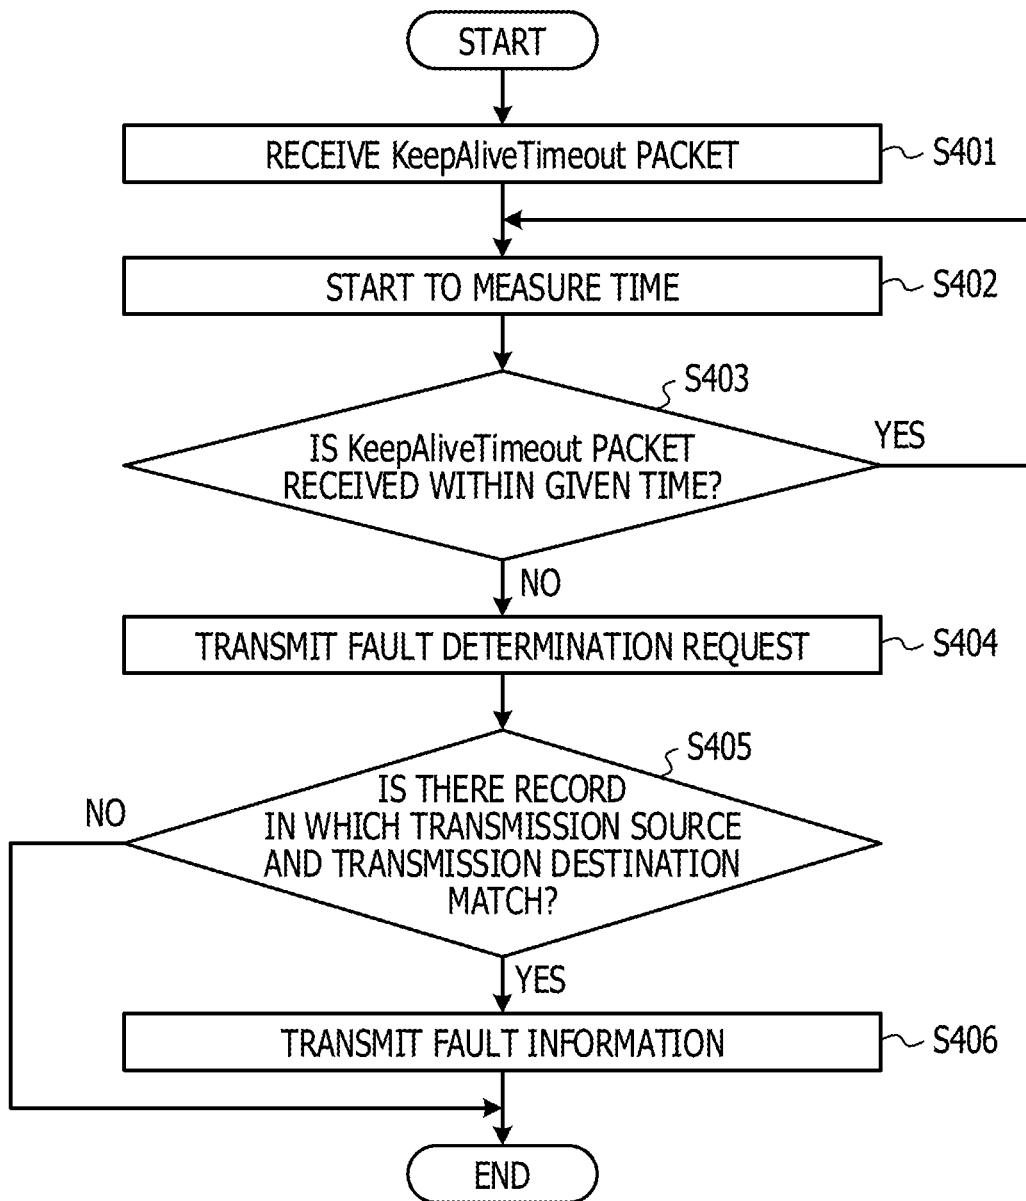 START
RECEIVE KeepAliveTimeout PACKET
S401
START TO MEASURE TIME
S402
S403
IS KeepAliveTimeout PACKET
RECEIVED WITHIN GIVEN TIME?
YES
NO
TRANSMIT FAULT DETERMINATION REQUEST
S404
S405
IS THERE RECORD
IN WHICH TRANSMISSION SOURCE
AND TRANSMISSION DESTINATION
MATCH?
NO
YES
TRANSMIT FAULT INFORMATION
S406
END